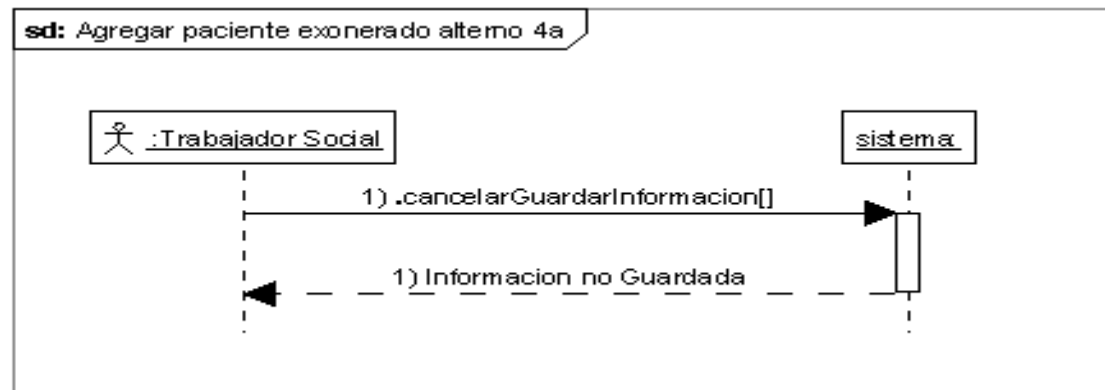 sd: Agregar paciente exonerado alterno 4a
:Trabajador Social
sistema:
1) .cancelarGuardarInformacion[]
1) Informacion no Guardada